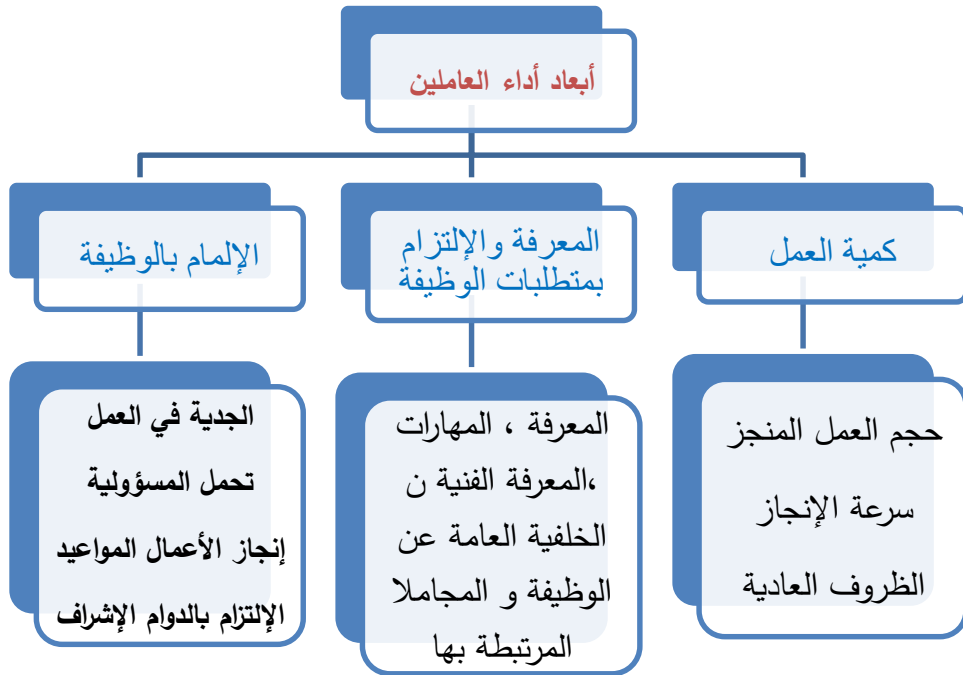 أبعاد أداء العاملين
كمية العمل
المعرفة والإلتزام
بمتطلبات الوظيفة
الإلمام بالوظيفة
حجم العمل المنجز
سرعة الإنجاز
الظروف العادية
المعرفة ، المهارات
،المعرفة الفنية ن
الخلفية العامة عن
الوظيفة و المجاملا
المرتبطة بها
الجدية في العمل
تحمل المسؤولية
إنجاز الأعمال المواعيد
الإلتزام بالدوام الإشراف